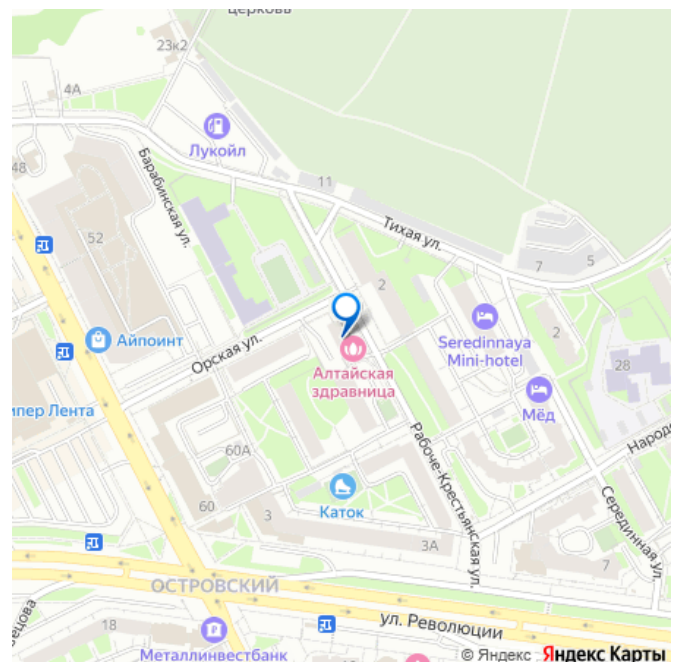 церковь
23к2
4А
Лукойл
48
Барабинская ул.
11
Тихая ул.
52
7
5
2
Айпоинт
Орская ул.
Seredinnaya
Mini-hotel
2
Алтайская
здравница
28
Мёд
ипер Лента
60А
Рабоче-Крестьянская ул.
Народ
60
3
Каток
3А
Серединная ул.
7
ОСТРОВСКИЙ
18
ул. Революции
Металлинвестбанк
© Яндекс Яндекс Карты